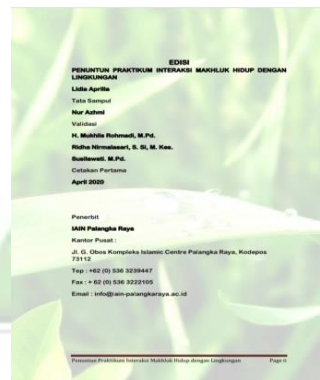 EDISI
PENUNTUN PRAKTIKUM INTERAKSI MAKHLUK HIDUP DENGAN
LINGKUNGAN
Lidia Aprilia
Tata Sampul
Nur Azhmi
Validasi
H. Mukhlis Rohmadi, M.Pd.
Ridha Nirmalasari, S. Si, M. Kes.
Susilawati. M.Pd.
Cetakan Pertama
April 2020
Penerbit
IAIN Palangka Raya
Kantor Pusat :
Jl. G. Obos Kompleks Islamic Centre Palangka Raya, Kodepos
73112
Tep : +62 (0) 536 3239447
Fax : + 62 (0) 536 3222105
Email : info@iain-palangkaraya.ac.id
Penuntun Praktikum Interaksi Makhluk Hidup dengan Lingkungan Page ii